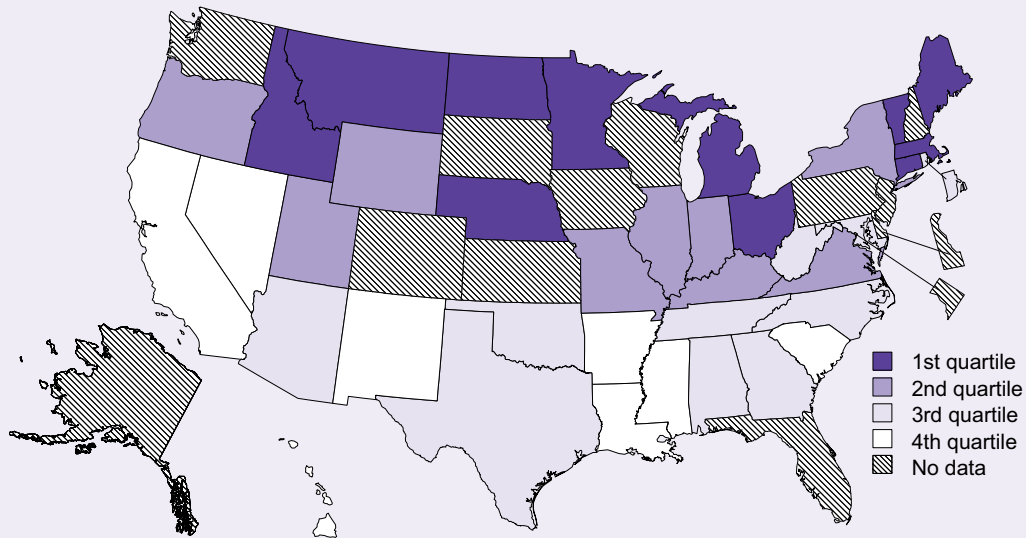 1st quartile
2nd quartile
3rd quartile
4th quartile
No data